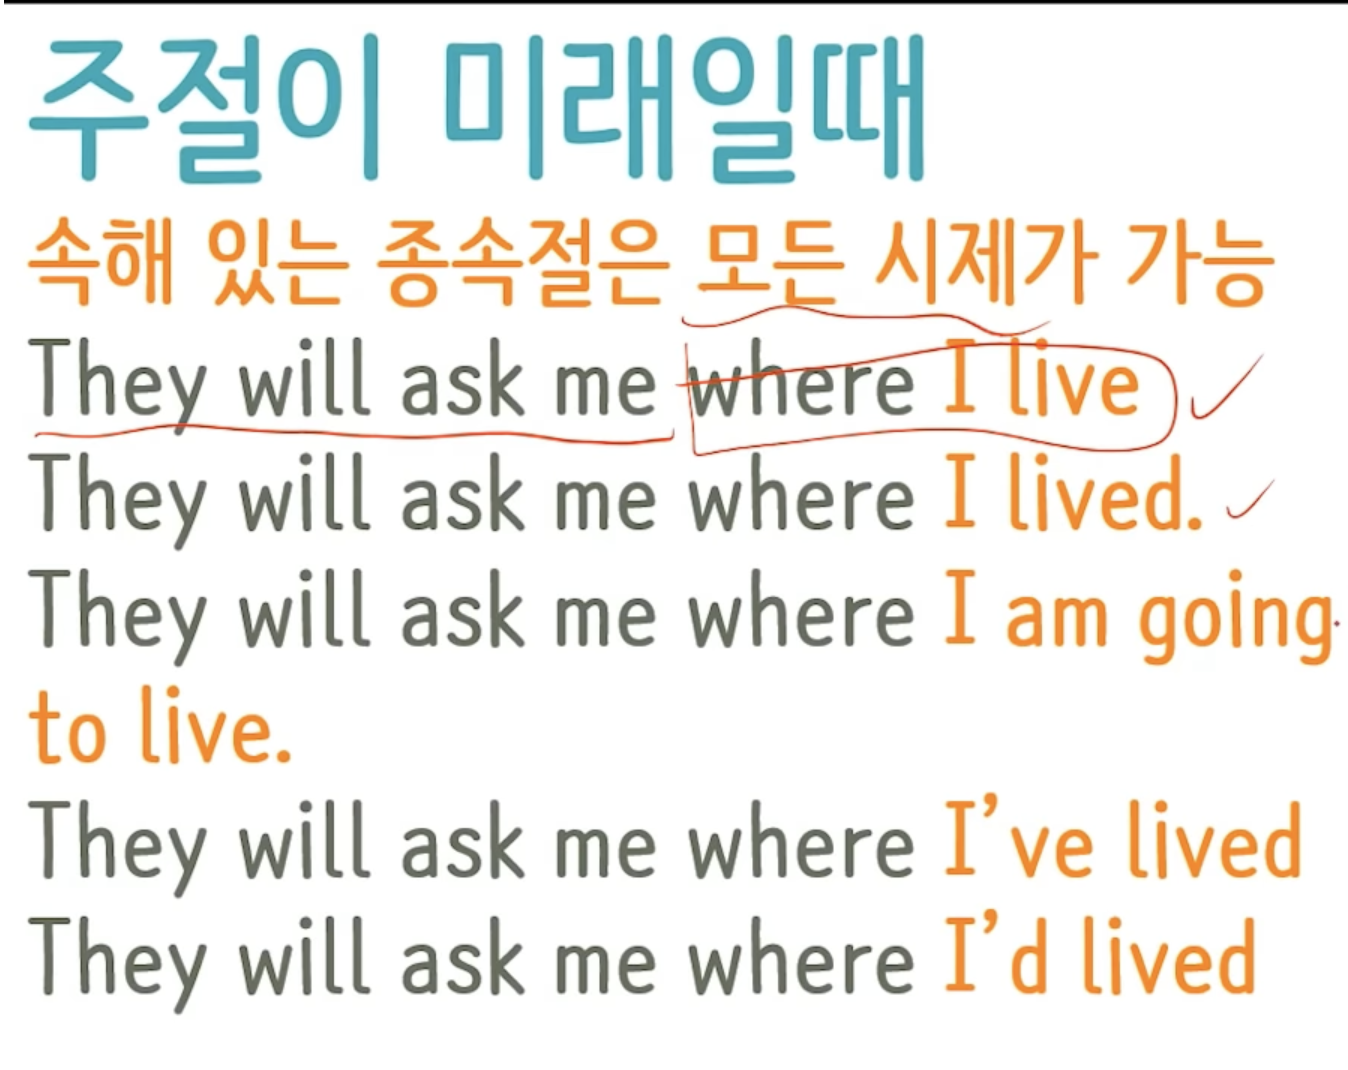 주절이 미래일때
속해 있는 종속절은 모든 시제가 가능
They will ask me where I live
They will ask me where I lived.
They will ask me where I am going
to live.
They will ask me where I've lived
They will ask me where I'd lived